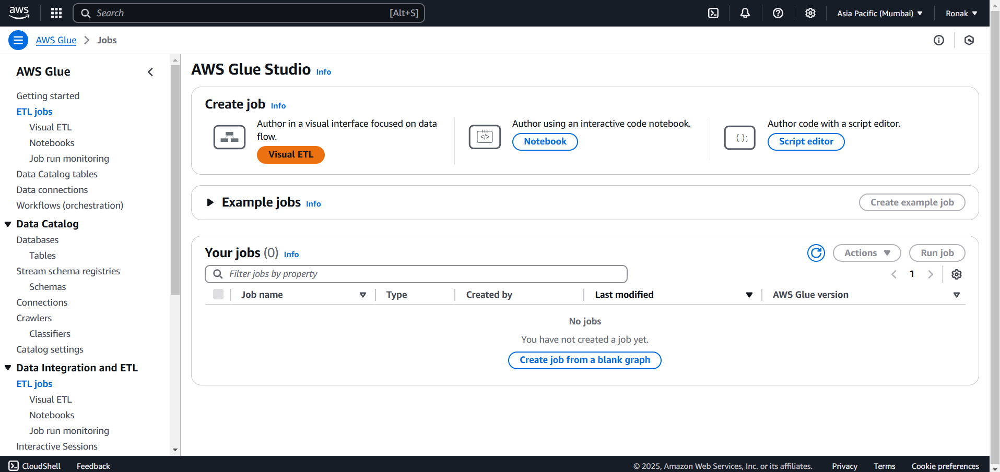 aws
Search [Alt+S]
Asia Pacific (Mumbai)
Ronak
AWS Glue
Jobs
AWS Glue
Getting started
ETL jobs
Visual ETL
Notebooks
Job run monitoring
Data Catalog tables
Data connections
Workflows (orchestration)
Data Catalog
Databases
Tables
Stream schema registries
Schemas
Connections
Crawlers
Classifiers
Catalog settings
Data Integration and ETL
ETL jobs
Visual ETL
Notebooks
Job run monitoring
Interactive Sessions
AWS Glue Studio Info
Create job Info
Author in a visual interface focused on data
flow.
Visual ETL
</>
Author using an interactive code notebook.
Notebook
{ };
Author code with a script editor.
Script editor
Example jobs Info
Create example job
Your jobs (0) Info
Actions
Run job
Filter jobs by property
1
Job name Type Created by Last modified AWS Glue version
No jobs
You have not created a job yet.
Create job from a blank graph
CloudShell Feedback © 2025, Amazon Web Services, Inc. or its affiliates. Privacy Terms Cookie preferences